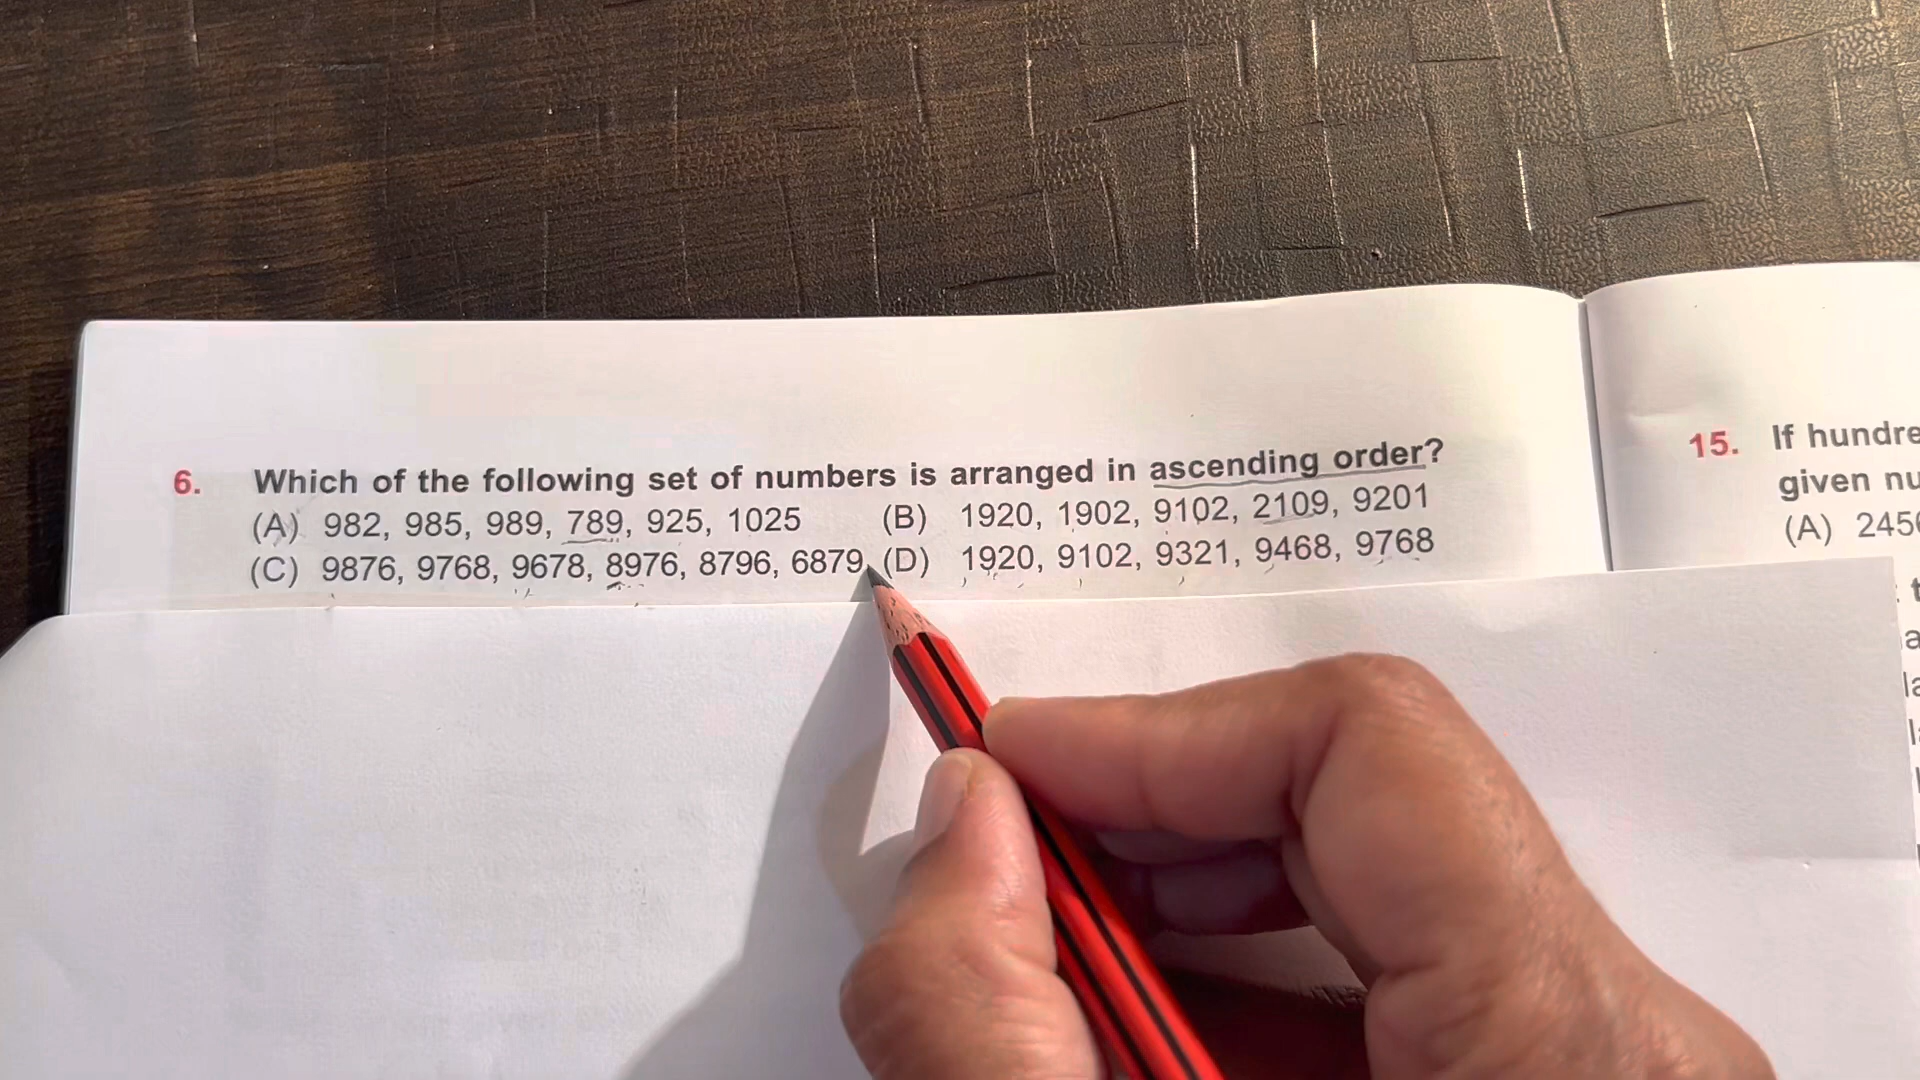 6. Which of the following set of numbers is arranged in ascending order?
(A) 982, 985, 989, 789, 925, 1025 (B) 1920, 1902, 9102, 2109, 9201
(C) 9876, 9768, 9678, 8976, 8796, 6879 (D) 1920, 9102, 9321, 9468, 9768
15. If hundre
given nu
(A) 245